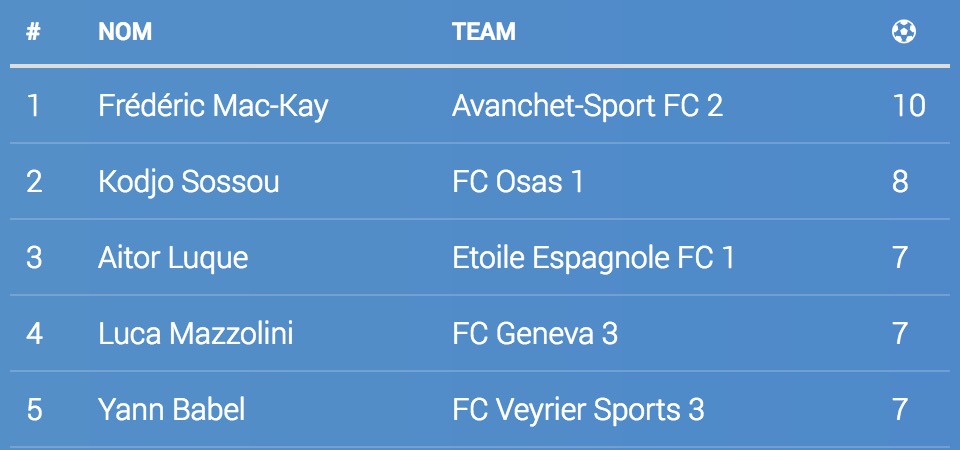 # NOM TEAM ⚽
1 Frédéric Mac-Kay Avanchet-Sport FC 2 10
2 Kodjo Sossou FC Osas 1 8
3 Aitor Luque Etoile Espagnole FC 1 7
4 Luca Mazzolini FC Geneva 3 7
5 Yann Babel FC Veyrier Sports 3 7